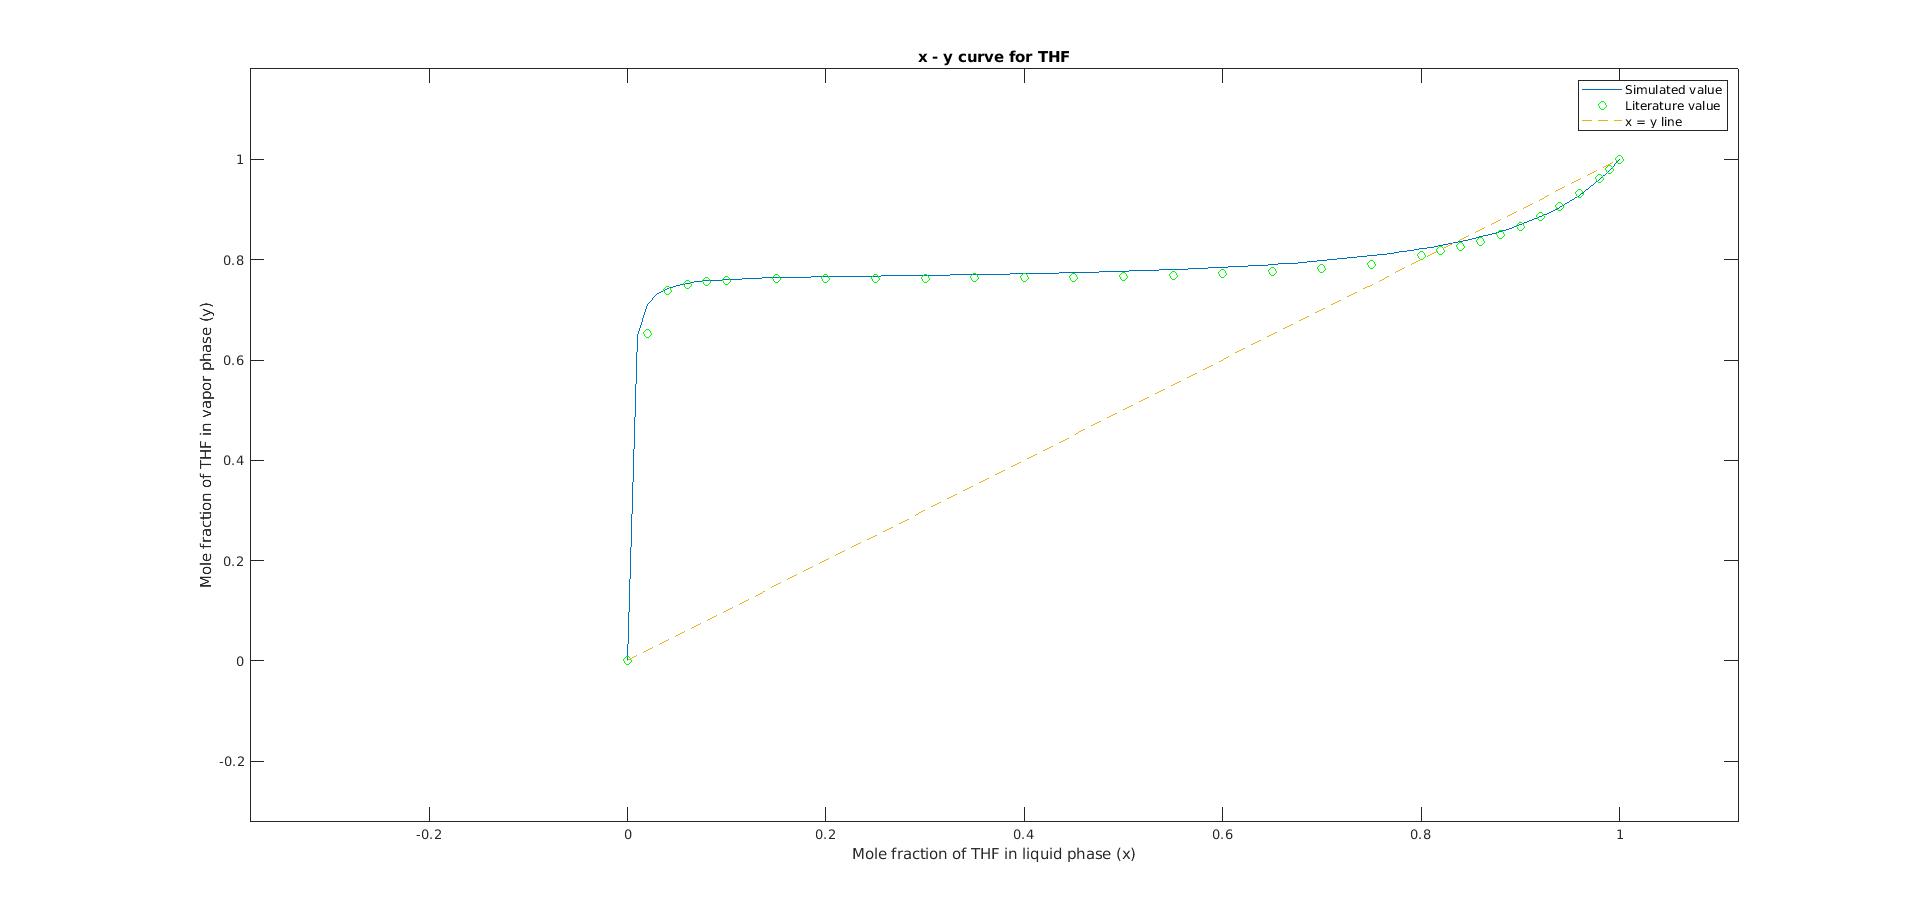 x - y curve for THF
Simulated value
Literature value
x = y line
1
0.8
0.6
0.4
0.2
0
-0.2
Mole fraction of THF in vapor phase (y)
-0.2 0 0.2 0.4 0.6 0.8 1
Mole fraction of THF in liquid phase (x)